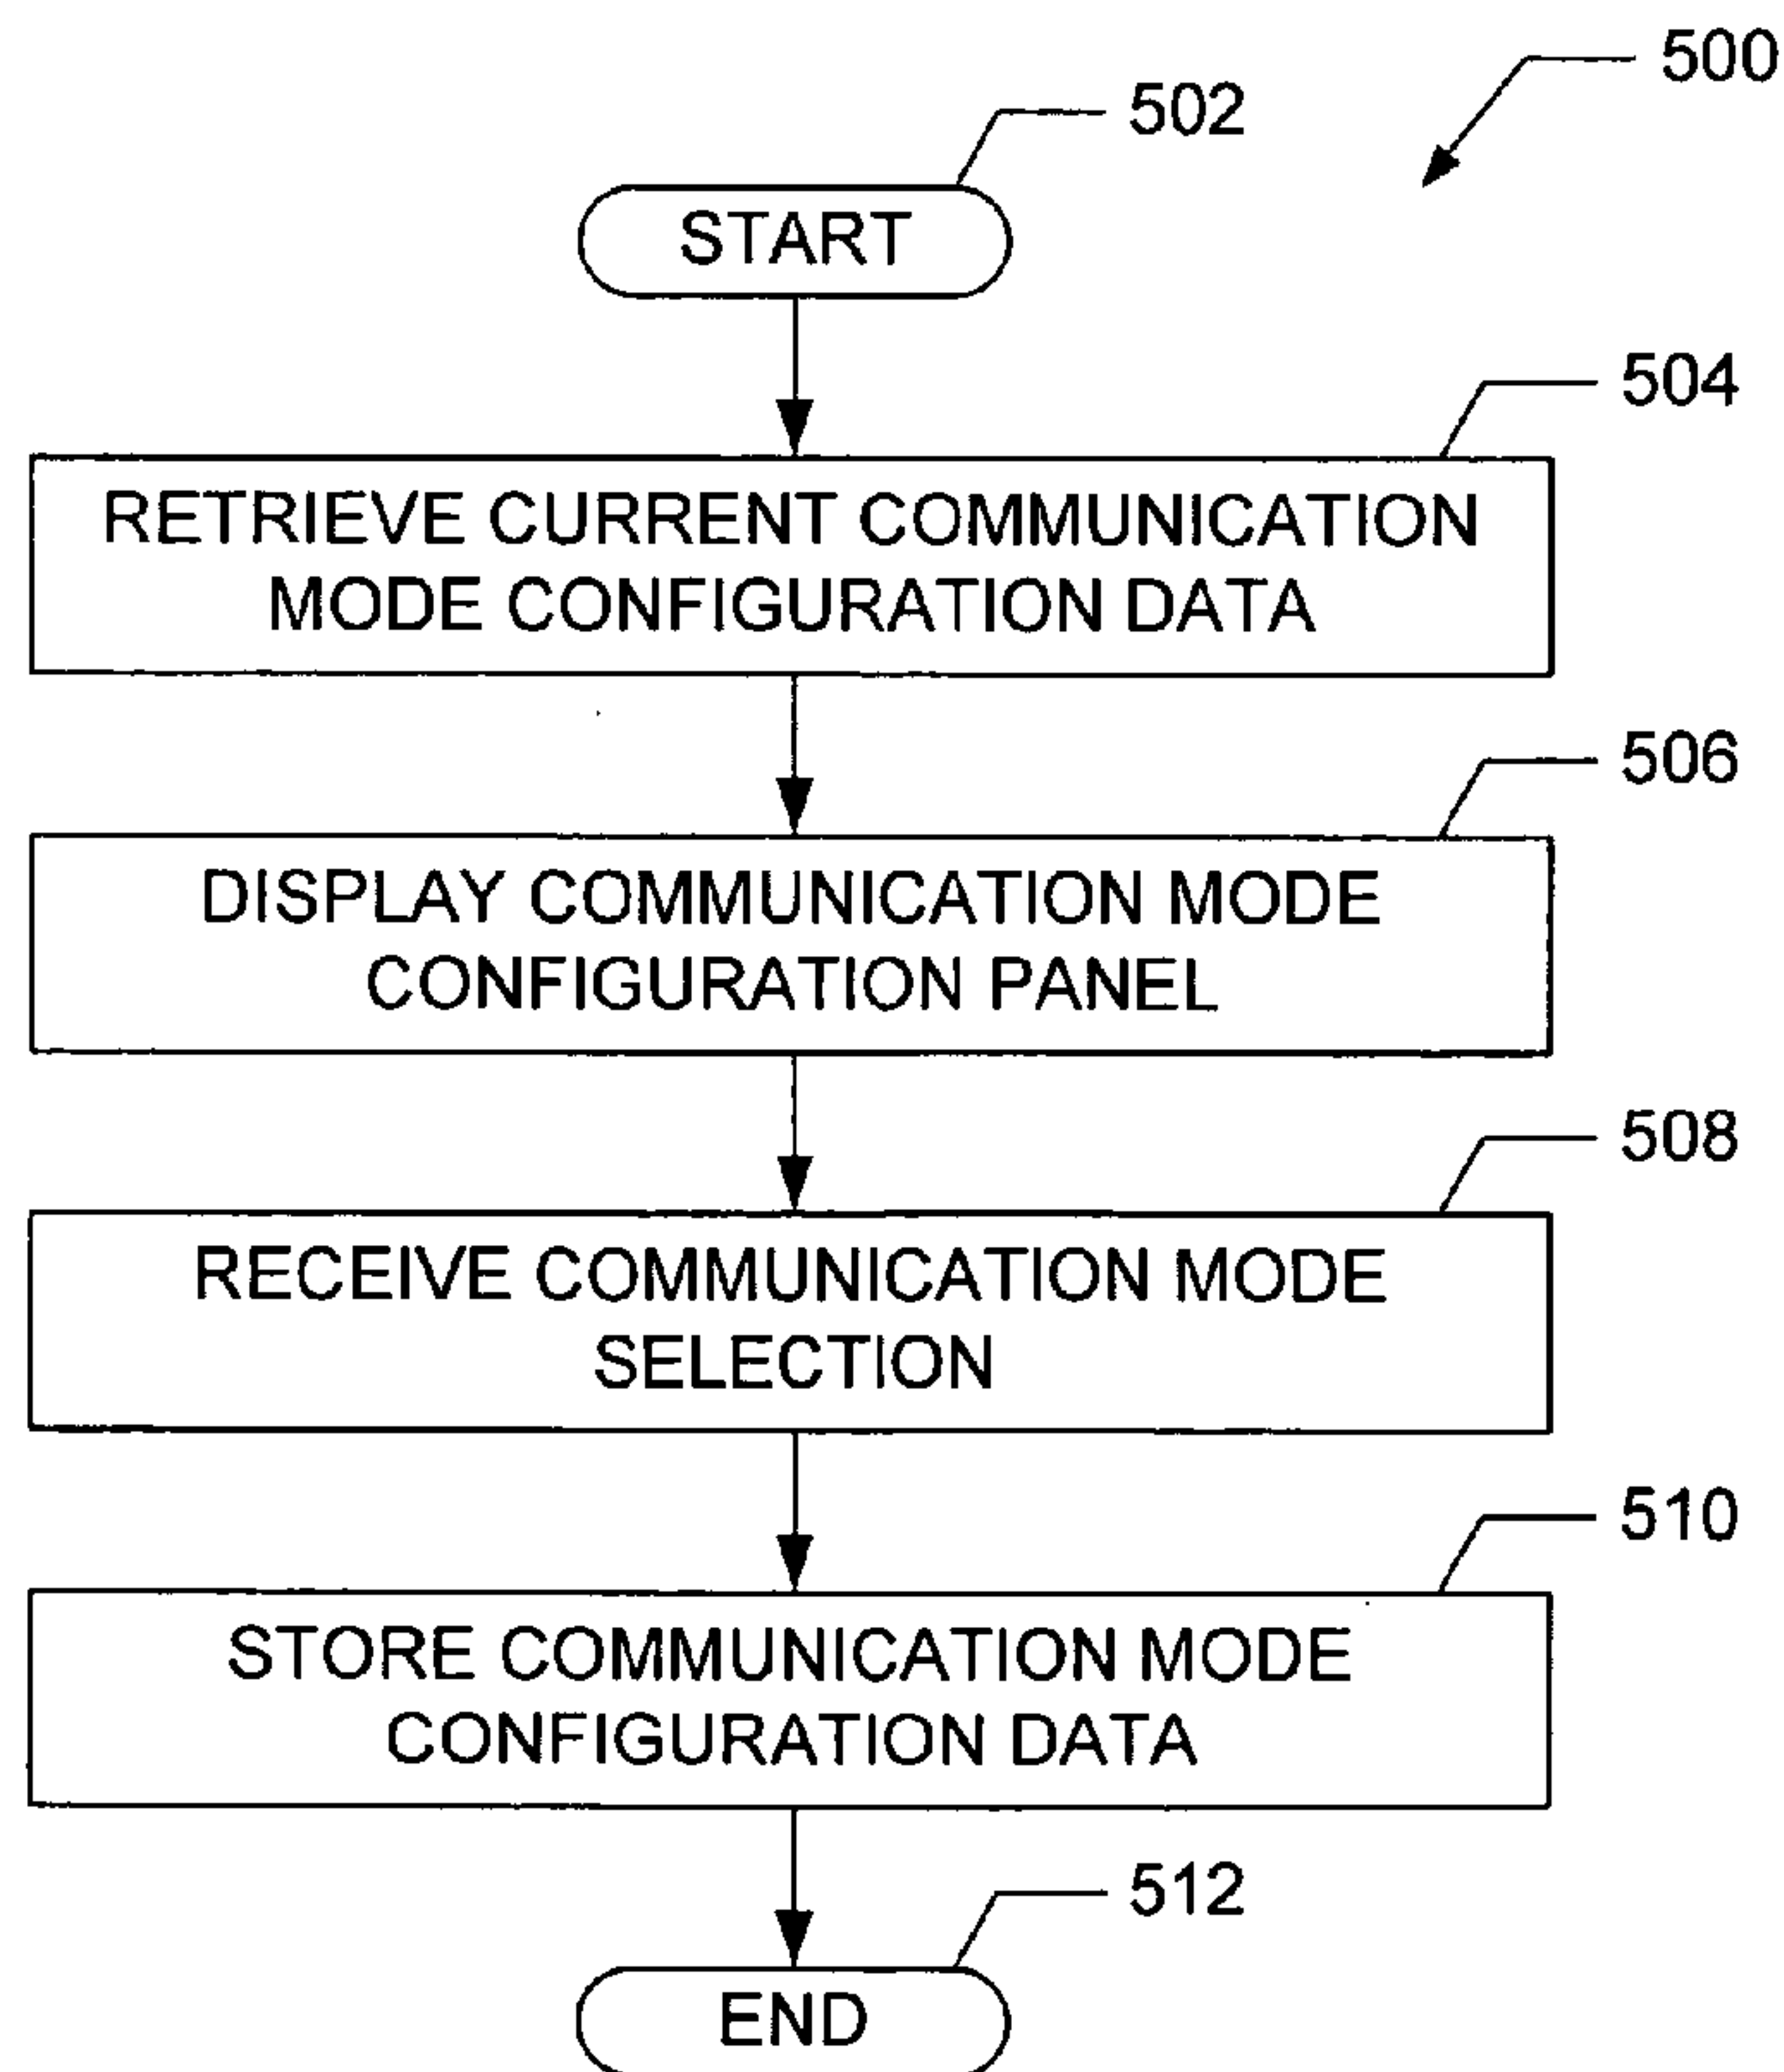 500
502
START
504
RETRIEVE CURRENT COMMUNICATION
MODE CONFIGURATION DATA
506
DISPLAY COMMUNICATION MODE
CONFIGURATION PANEL
508
RECEIVE COMMUNICATION MODE
SELECTION
510
STORE COMMUNICATION MODE
CONFIGURATION DATA
512
END